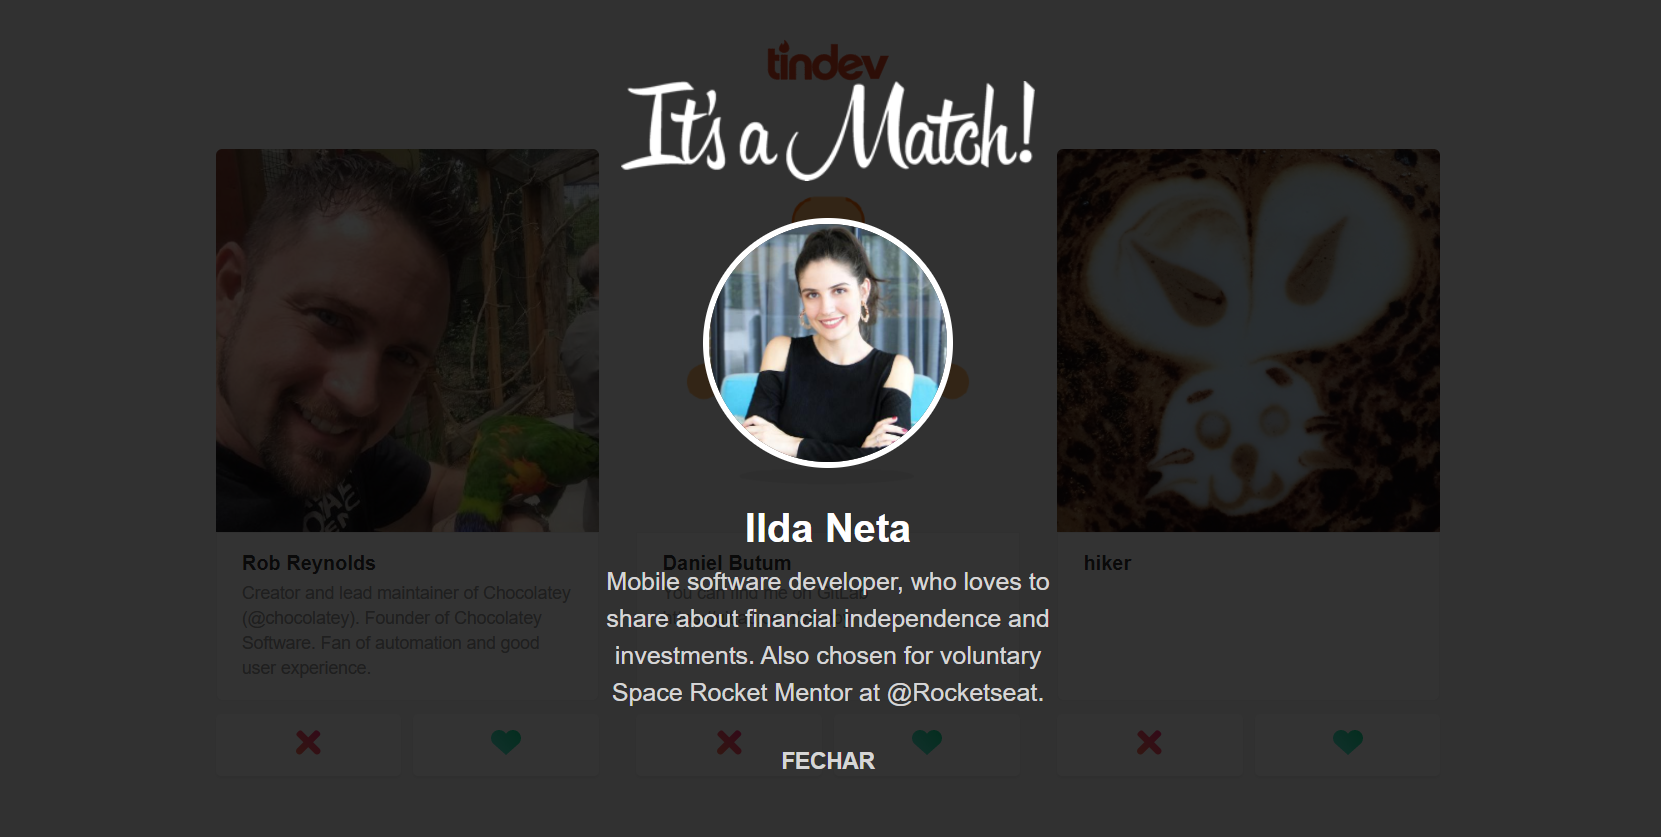 tindev
It's a Match!
Ilda Neta
Mobile software developer, who loves to
share about financial independence and
investments. Also chosen for voluntary
Space Rocket Mentor at @Rocketseat.
FECHAR
Rob Reynolds
Creator and lead maintainer of Chocolatey
(@chocolatey). Founder of Chocolatey
Software. Fan of automation and good
user experience.
Daniel Butum
You can find me on GitLab
hiker